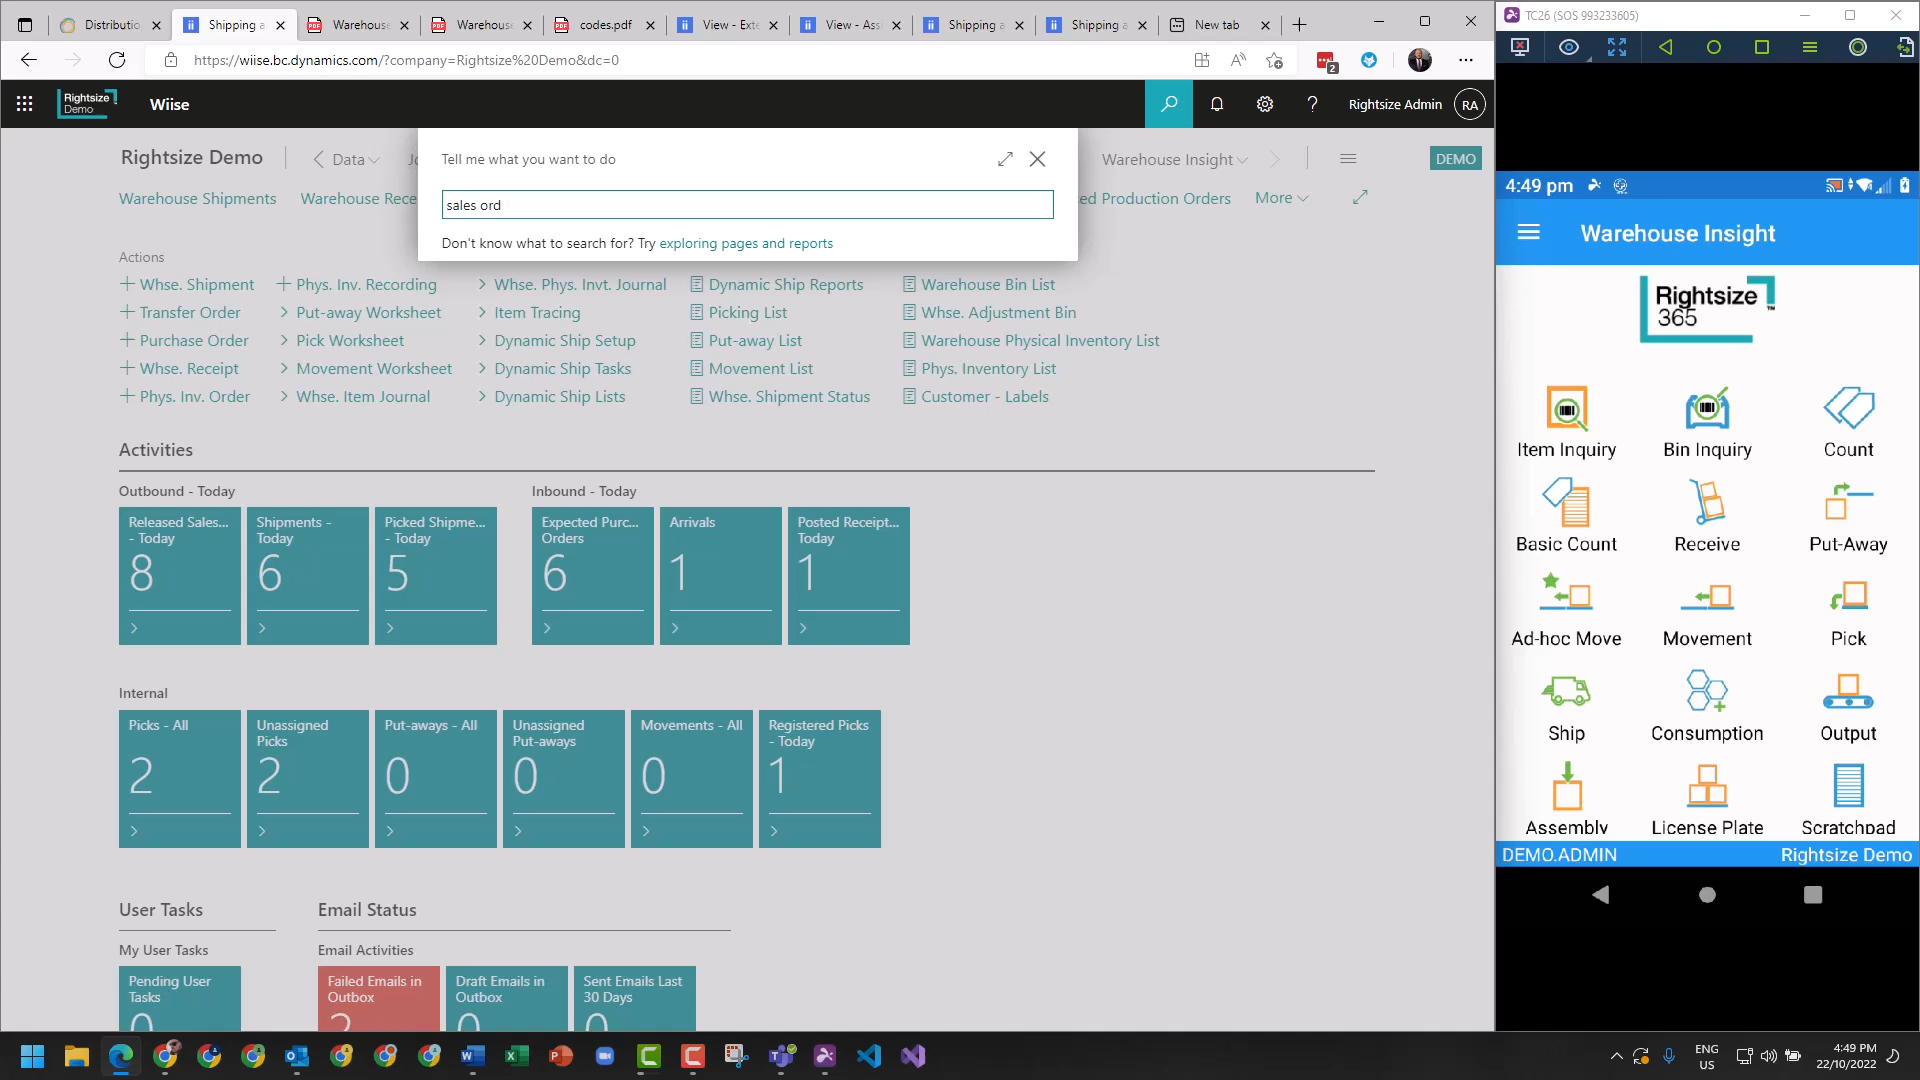 Distributio
Shipping a
Warehouse
Warehouse
codes.pdf
View - Exte
View - Ass
Shipping a
Shipping a
New tab
https://wiise.bc.dynamics.com/?company=Rightsize%20Demo&dc=0
2
Rightsize
Demo
Wiise
Rightsize Admin
RA
Rightsize Demo
Data
Warehouse Insight
DEMO
Tell me what you want to do
sales ord
Don't know what to search for? Try exploring pages and reports
Warehouse Shipments
Warehouse Rece
ed Production Orders
More
Actions
Whse. Shipment
Phys. Inv. Recording
Whse. Phys. Invt. Journal
Dynamic Ship Reports
Warehouse Bin List
Transfer Order
Put-away Worksheet
Item Tracing
Picking List
Whse. Adjustment Bin
Purchase Order
Pick Worksheet
Dynamic Ship Setup
Put-away List
Warehouse Physical Inventory List
Whse. Receipt
Movement Worksheet
Dynamic Ship Tasks
Movement List
Phys. Inventory List
Phys. Inv. Order
Whse. Item Journal
Dynamic Ship Lists
Whse. Shipment Status
Customer - Labels
Activities
Outbound - Today
Inbound - Today
Released Sales...
- Today
8
Shipments -
Today
6
Picked Shipme...
- Today
5
Expected Purc...
Orders
6
Arrivals
1
Posted Receipt...
Today
1
Internal
Picks - All
2
Unassigned
Picks
2
Put-aways - All
0
Unassigned
Put-aways
0
Movements - All
0
Registered Picks
- Today
1
User Tasks
Email Status
My User Tasks
Email Activities
Pending User
Tasks
0
Failed Emails in
Outbox
2
Draft Emails in
Outbox
0
Sent Emails Last
30 Days
0
TC26 (SOS 993233605)
4:49 pm
Warehouse Insight
Rightsize
365
TM
Item Inquiry
Bin Inquiry
Count
Basic Count
Receive
Put-Away
Ad-hoc Move
Movement
Pick
Ship
Consumption
Output
Assembly
License Plate
Scratchpad
DEMO.ADMIN
Rightsize Demo
ENG
US
4:49 PM
22/10/2022